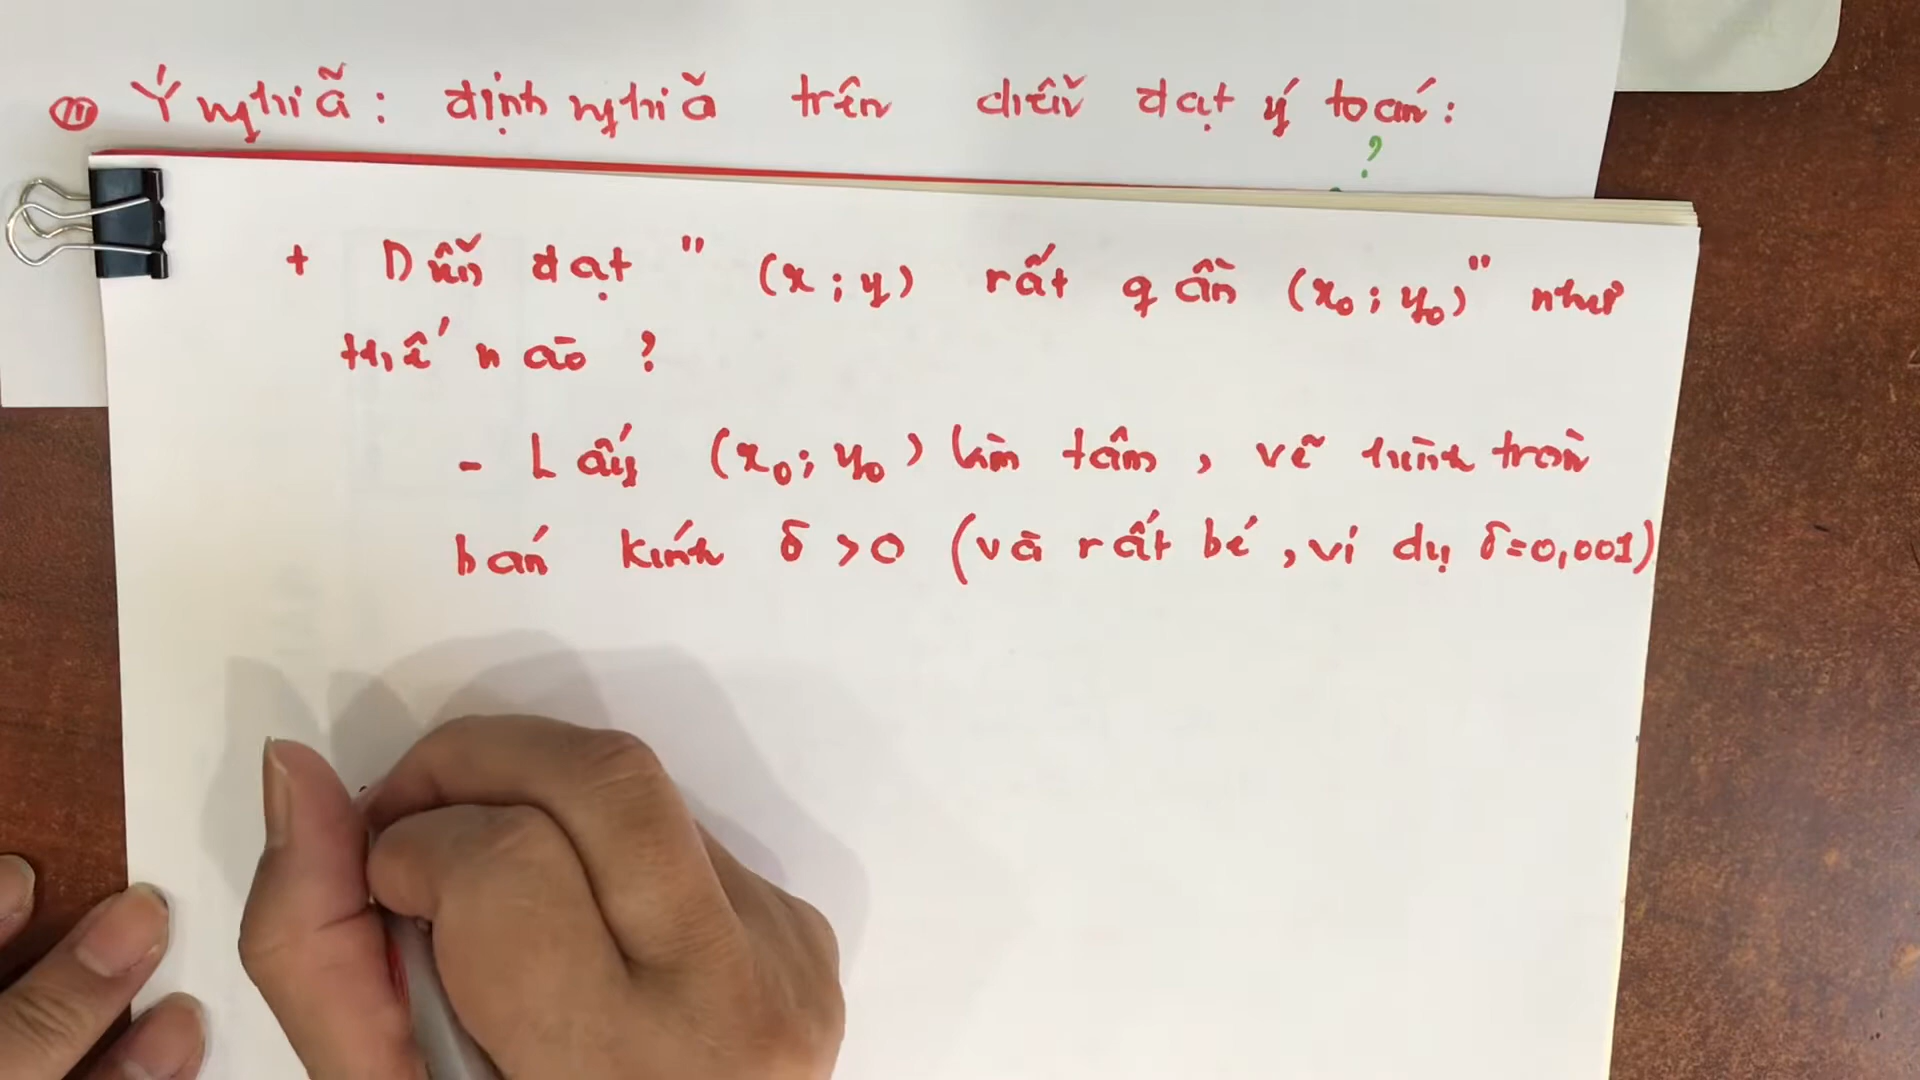 (11) Ý nghĩa: định nghĩa trên diễn đạt ý toán:
?
+ Diễn đạt " (x; y) rất gần (x₀; y₀)" như
thế nào ?
- Lấy (x₀; y₀) làm tâm, vẽ hình tròn
bán kính δ > 0 (và rất bé, ví dụ δ=0,001)